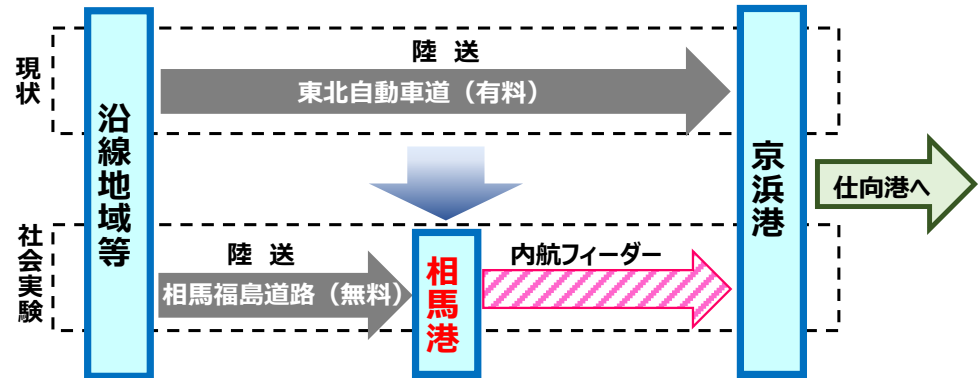 現状
沿線地域等
陸 送
東北自動車道（有料）
京浜港
仕向港へ
社会実験
陸 送
相馬福島道路（無料）
相馬港
内航フィーダー